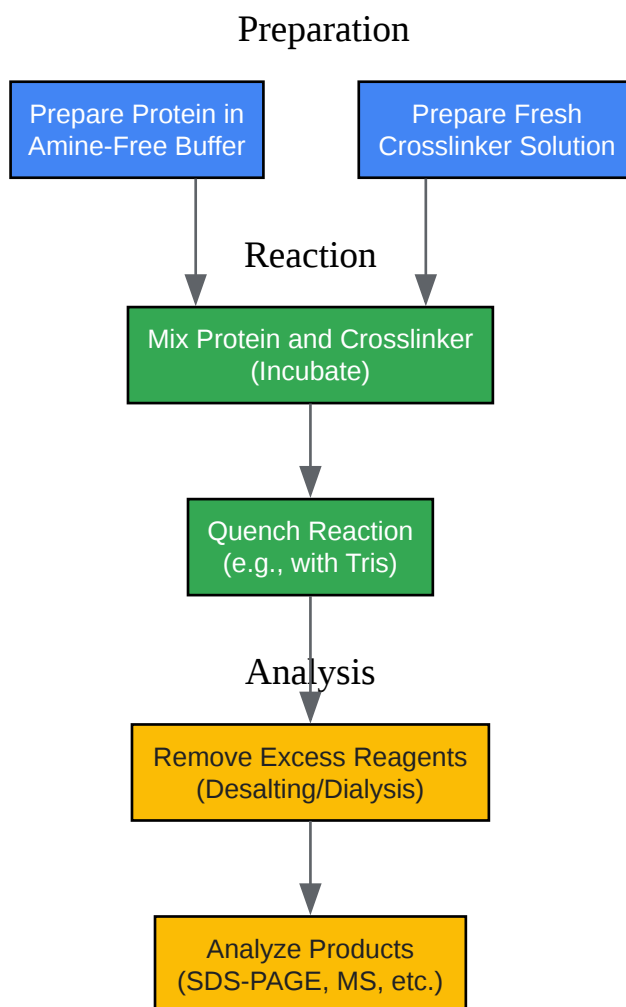 Preparation
Prepare Protein in
Amine-Free Buffer
Prepare Fresh
Crosslinker Solution
Reaction
Mix Protein and Crosslinker
(Incubate)
Quench Reaction
(e.g., with Tris)
Analysis
Remove Excess Reagents
(Desalting/Dialysis)
Analyze Products
(SDS-PAGE, MS, etc.)